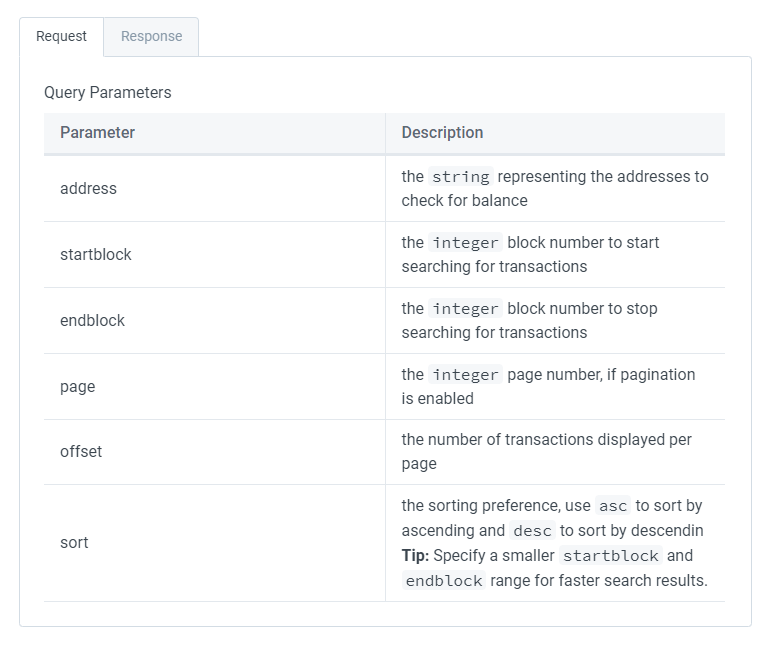 Request
Response
Query Parameters
Parameter
Description
address
the string representing the addresses to
check for balance
startblock
the integer block number to start
searching for transactions
endblock
the integer block number to stop
searching for transactions
page
the integer page number, if pagination
is enabled
offset
the number of transactions displayed per
page
sort
the sorting preference, use asc to sort by
ascending and desc to sort by descendin
Tip: Specify a smaller startblock and
endblock range for faster search results.